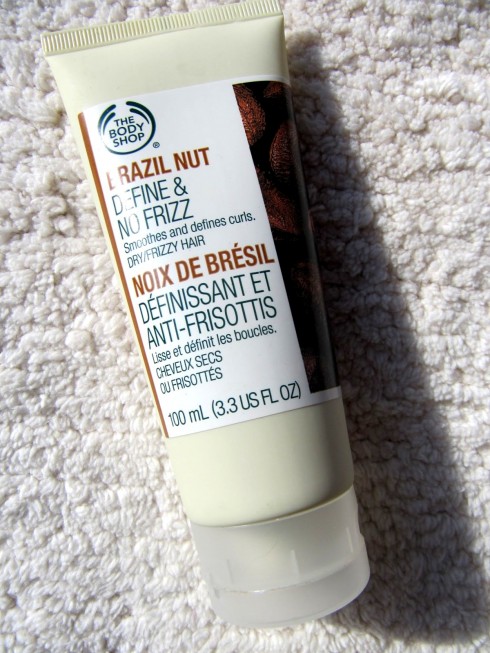 THE
BODY
SHOP
®
BRAZIL NUT
DEFINE &
NO FRIZZ
Smoothes and defines curls.
DRY/FRIZZY HAIR
NOIX DE BRÉSIL
DÉFINISSANT ET
ANTI-FRISOTTIS
Lisse et définit les boucles.
CHEVEUX SECS
OU FRISOTTÉS
100 mL (3.3 US FL OZ)